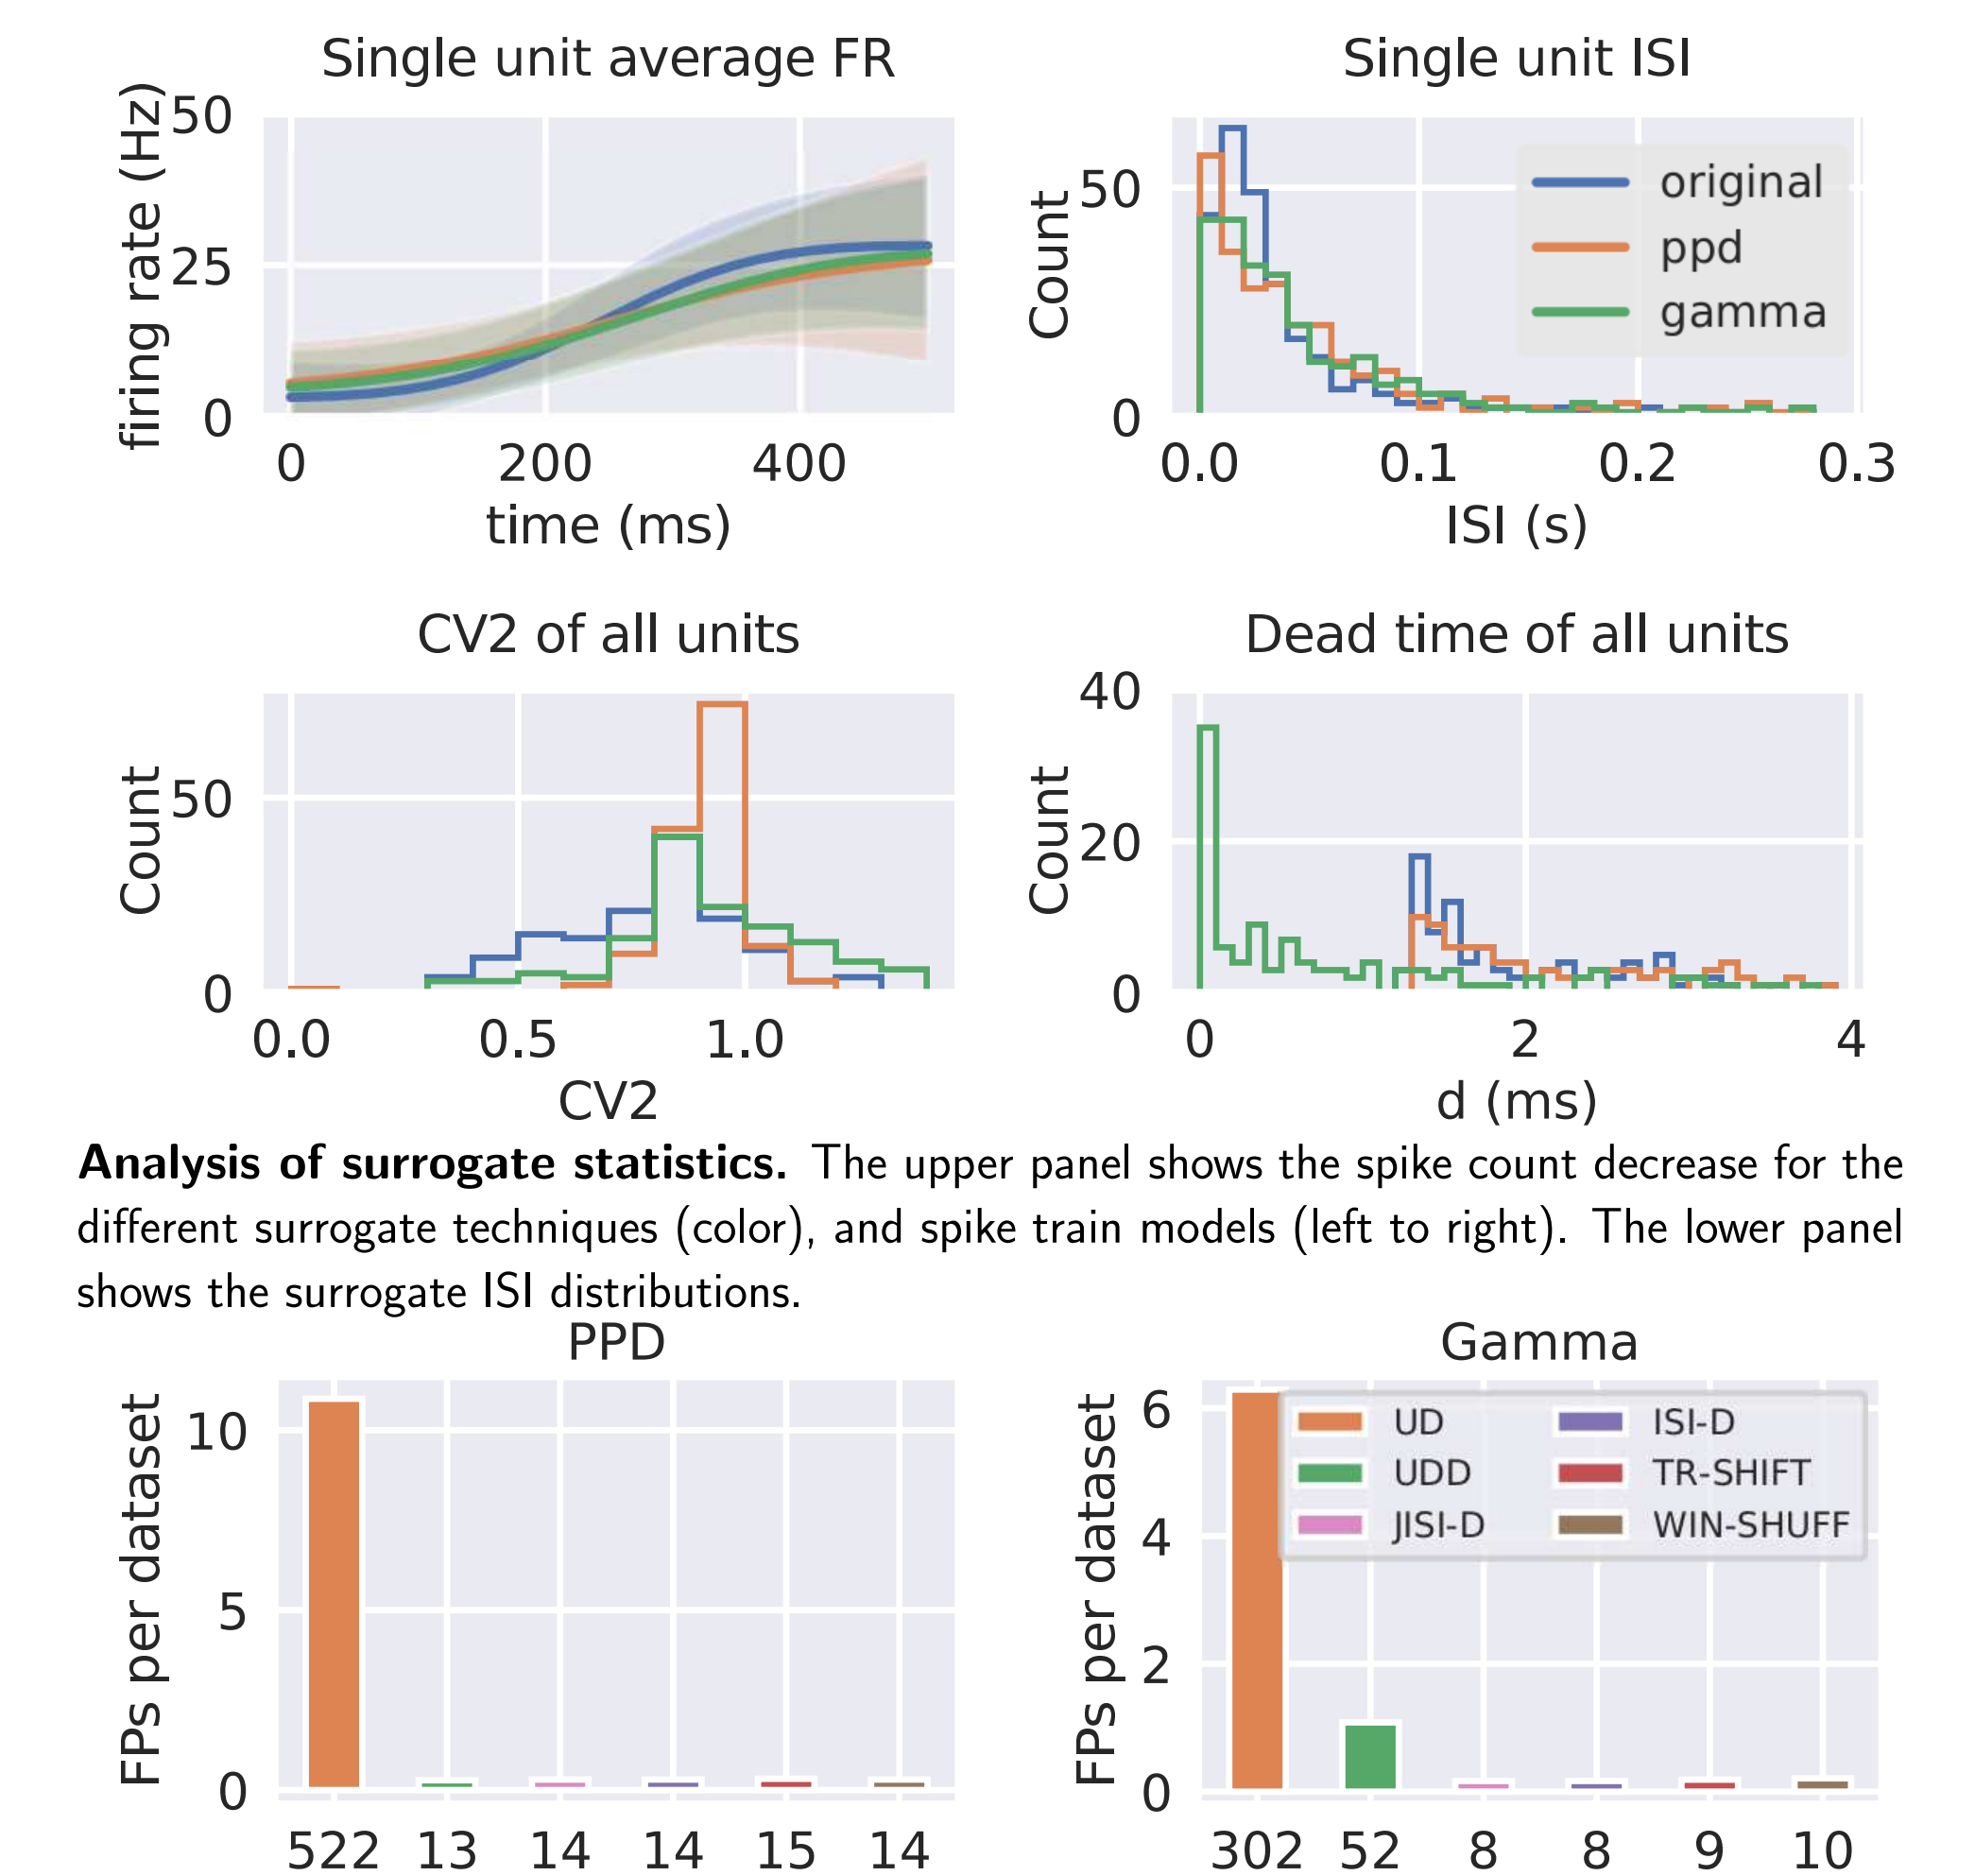 Single unit average FR
firing rate (Hz)
50
25
0
0 200 400
time (ms)
Single unit ISI
Count
50
0
original
ppd
gamma
0.0 0.1 0.2 0.3
ISI (s)
CV2 of all units
Count
50
0
0.0 0.5 1.0
CV2
Dead time of all units
Count
40
20
0
0 2 4
d (ms)
Analysis of surrogate statistics. The upper panel shows the spike count decrease for the
different surrogate techniques (color), and spike train models (left to right). The lower panel
shows the surrogate ISI distributions.
PPD
FPs per dataset
10
5
0
522 13 14 14 15 14
Gamma
FPs per dataset
6
4
2
0
UD ISI-D
UDD TR-SHIFT
JISI-D WIN-SHUFF
302 52 8 8 9 10